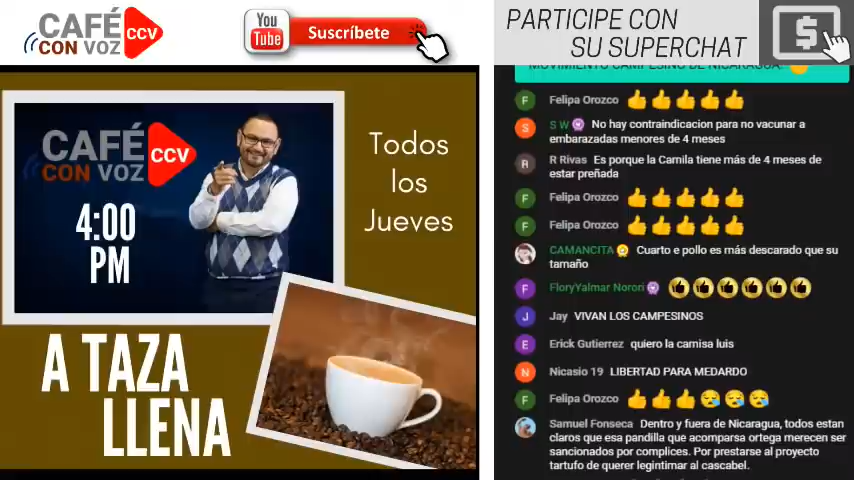 CAFÉ
CON VOZ
CCV
You
Tube
Suscríbete
PARTICIPE CON
SU SUPERCHAT
$
CAFÉ
CON VOZ
CCV
4:00
PM
Todos
los
Jueves
A TAZA
LLENA
MOVIMIENTO CAMPESINO DE NICARAGUA.
F Felipa Orozco
S S W No hay contraindicacion para no vacunar a
embarazadas menores de 4 meses
R R Rivas Es porque la Camila tiene más de 4 meses de
estar preñada
F Felipa Orozco
F Felipa Orozco
CAMANCITA Cuarto e pollo es más descarado que su
tamaño
F FloryYalmar Norori
J Jay VIVAN LOS CAMPESINOS
E Erick Gutierrez quiero la camisa luis
N Nicasio 19 LIBERTAD PARA MEDARDO
F Felipa Orozco
Samuel Fonseca Dentro y fuera de Nicaragua, todos estan
claros que esa pandilla que acomparsa ortega merecen ser
sancionados por complices. Por prestarse al proyecto
tartufo de querer legintimar al cascabel.